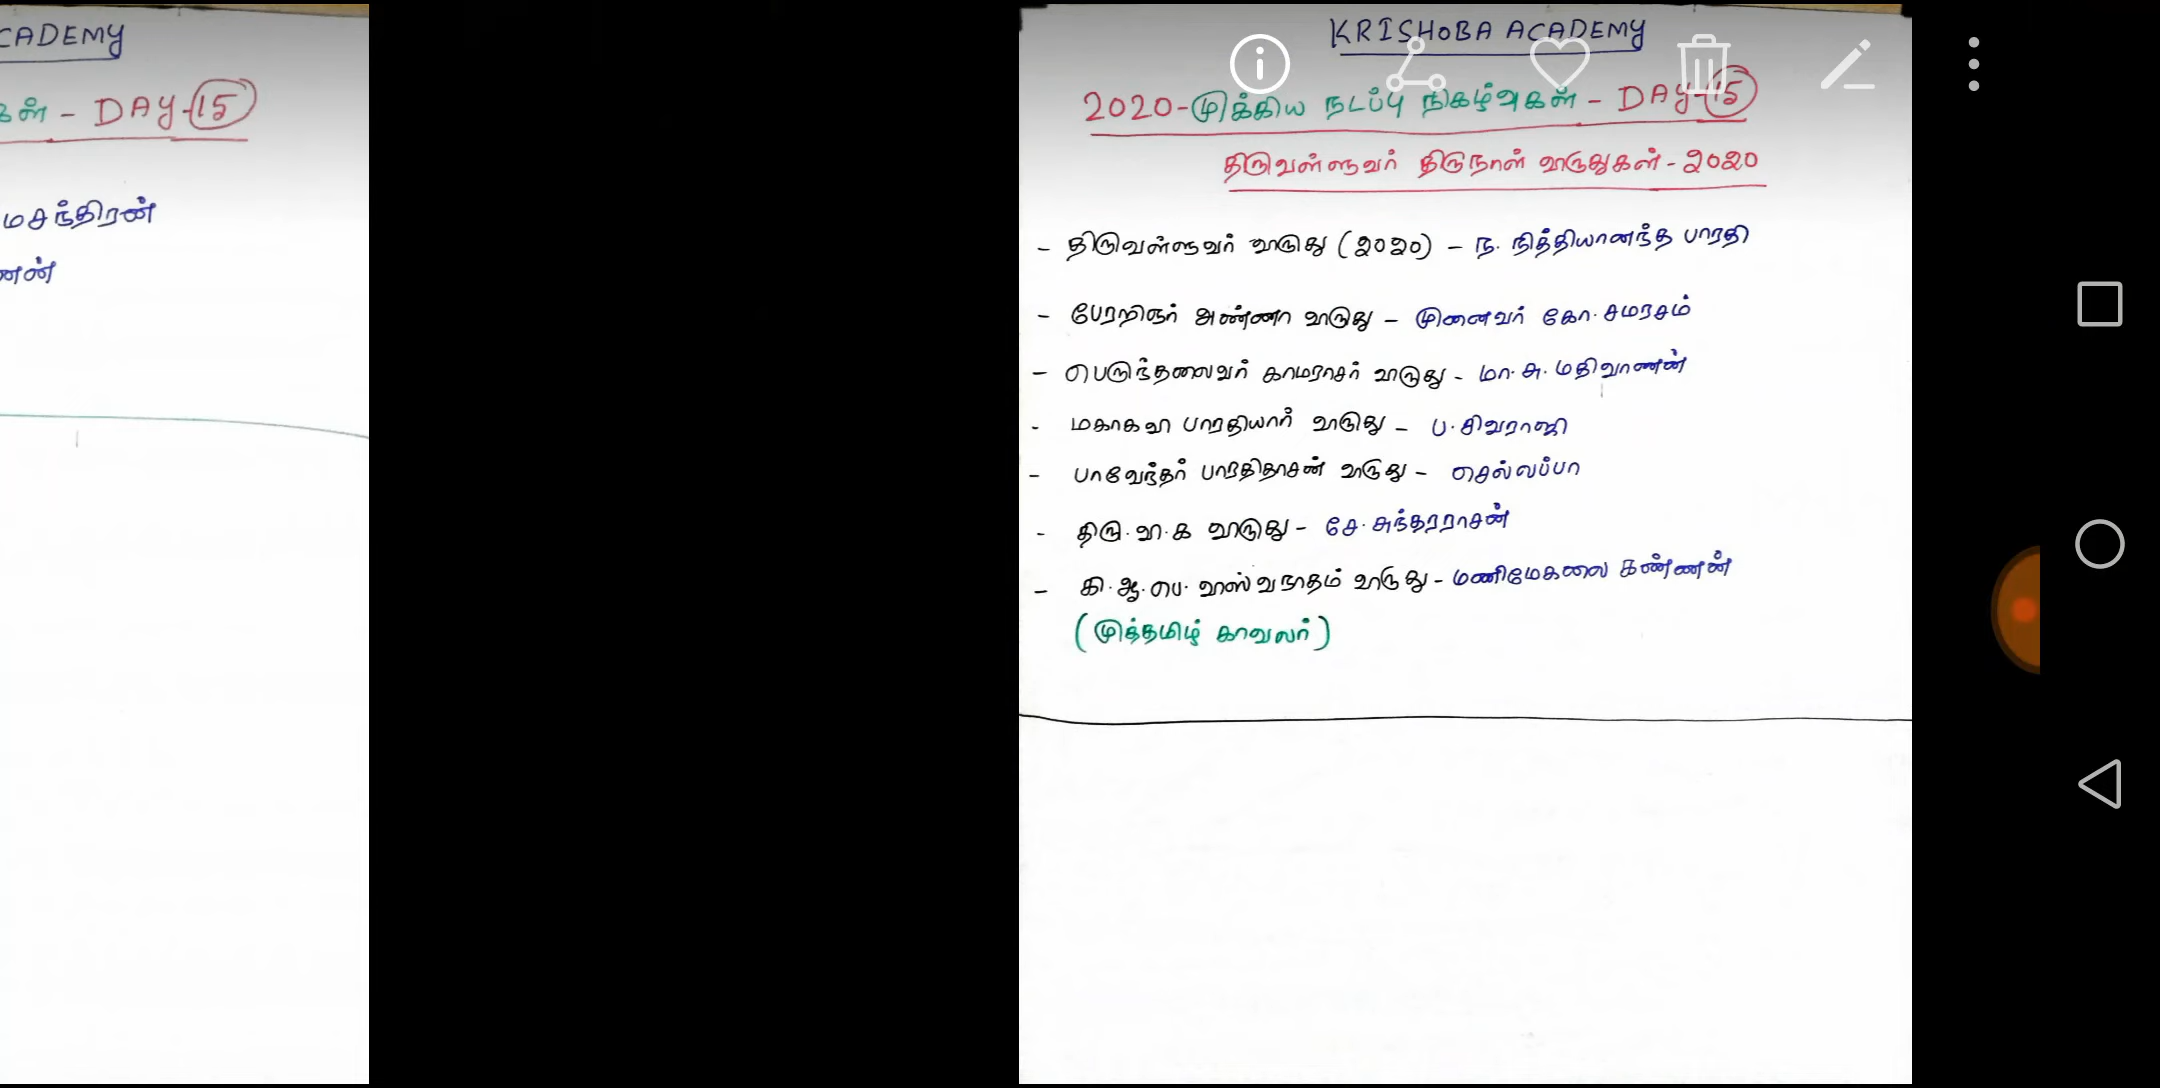 CADEMY
கள் - DAY-15
மசந்திரன்
ணன்
KRISHOBA ACADEMY
2020-முக்கிய நடப்பு நிகழ்வுகள் - DAY-15
திருவள்ளுவர் திருநாள் விருதுகள் - 2020
- திருவள்ளுவர் விருது (2020) - ந. நித்தியானந்த பாரதி
- பேரறிஞர் அண்ணா விருது - முனைவர் கோ. சமரசம்
- பெருந்தலைவர் காமராசர் விருது - மா. சு. மதிவாணன்
- மகாகவி பாரதியார் விருது - ப. சிவராஜி
- பாவேந்தர் பாரதிதாசன் விருது - செல்லப்பா
- திரு. வி. க விருது - சே. சுந்தரராசன்
- கி. ஆ. பெ. விஸ்வநாதம் விருது - மணிமேகலை கண்ணன்
(முத்தமிழ் காவலர்)